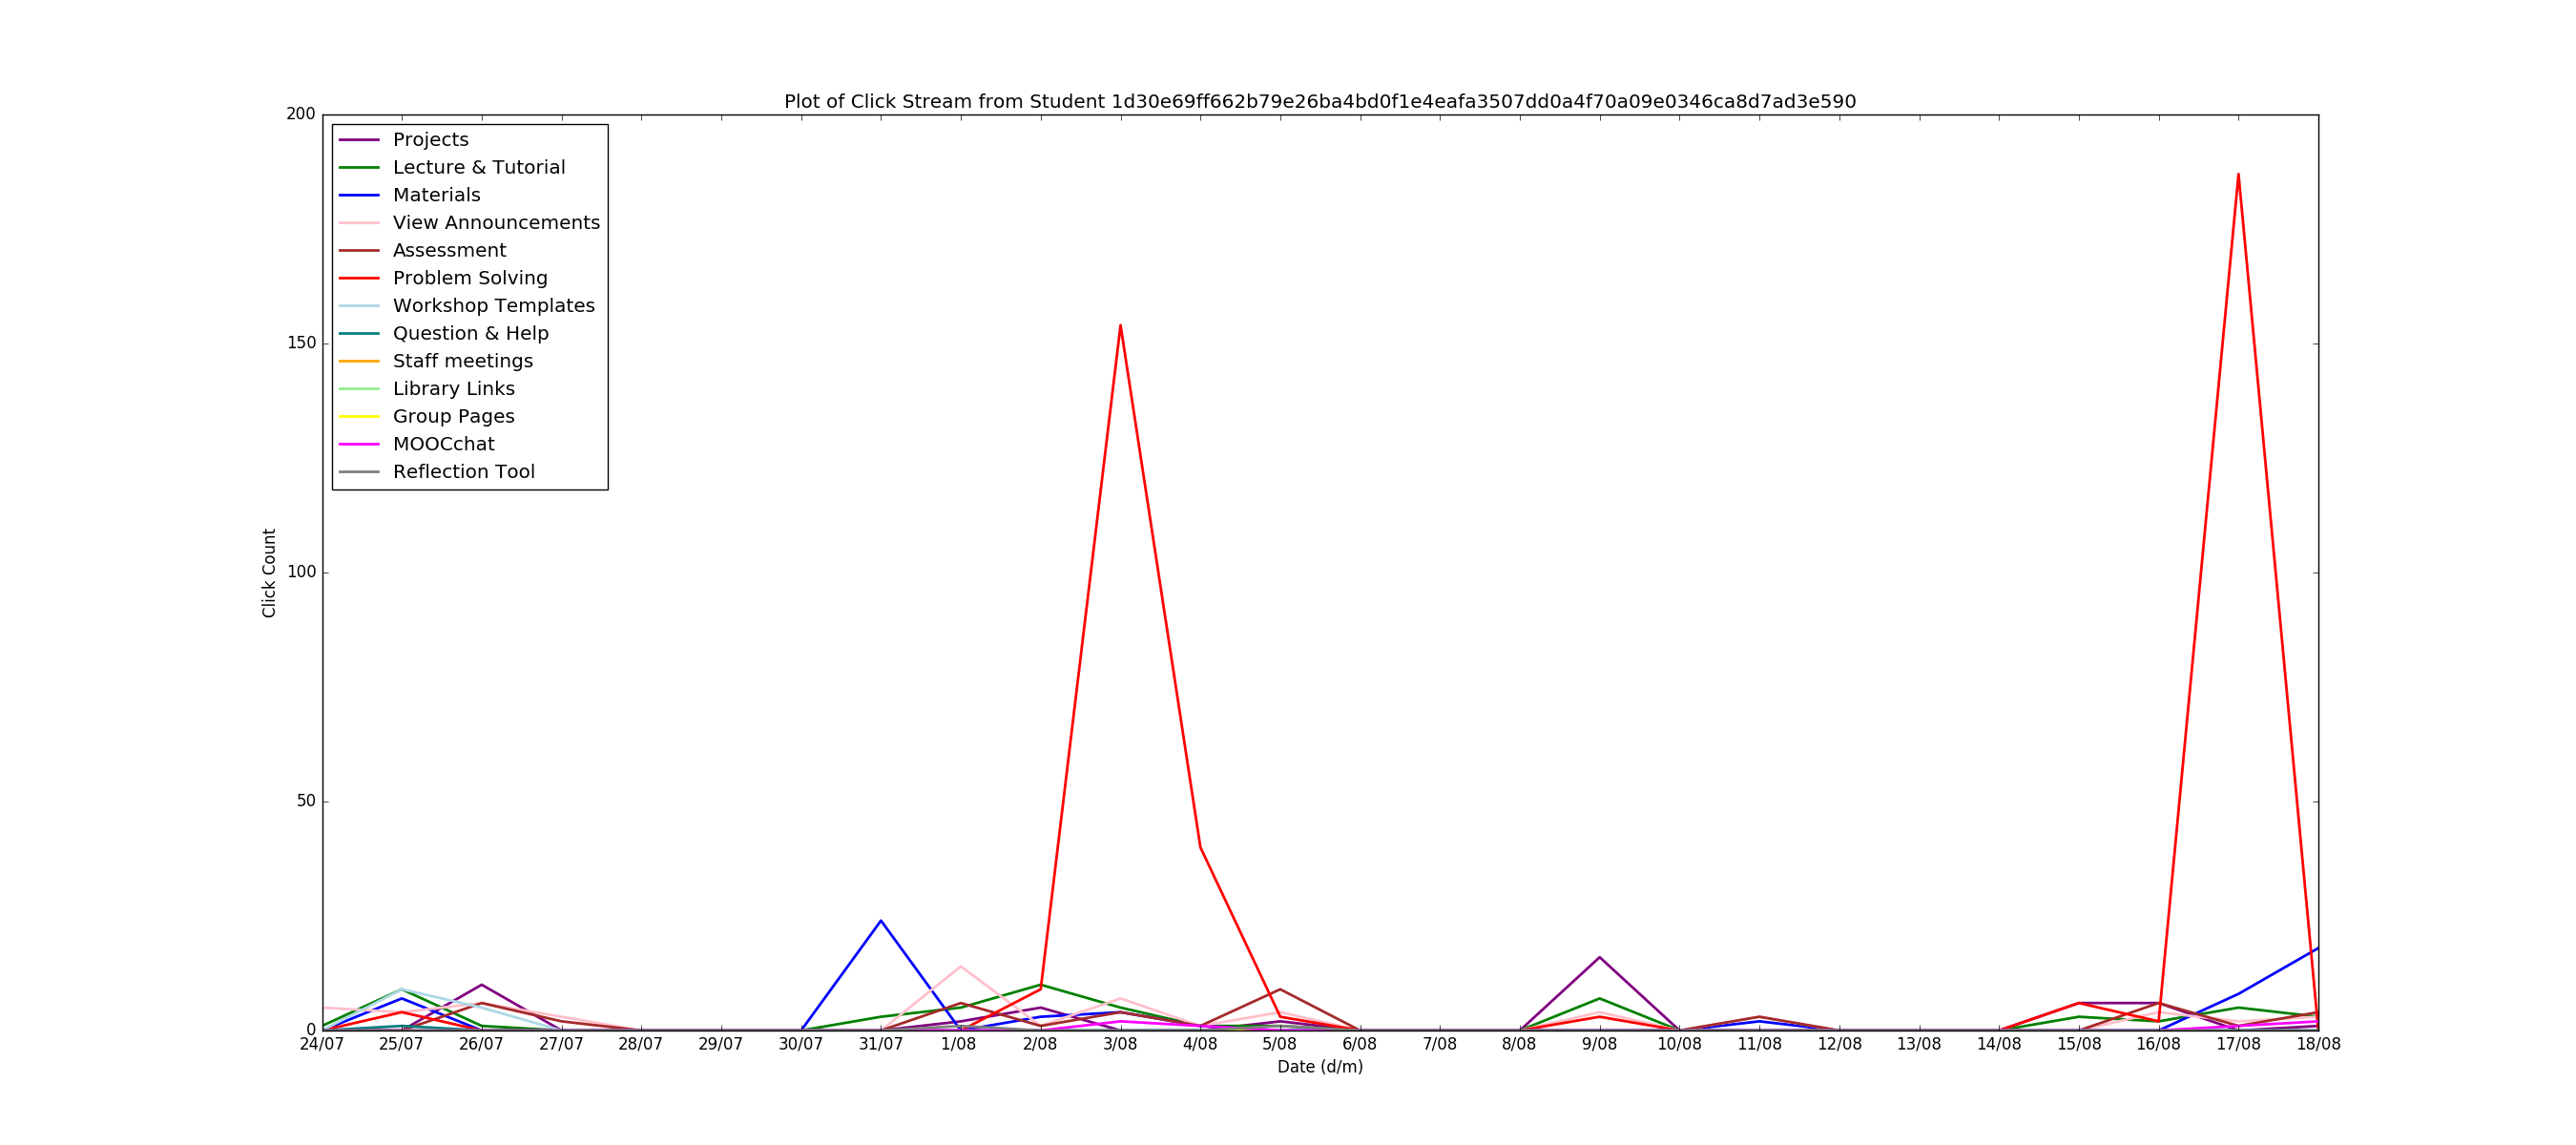 Plot of Click Stream from Student 1d30e69ff662b79e26ba4bd0f1e4eafa3507dd0a4f70a09e0346ca8d7ad3e590
200
150
100
50
0
Click Count
Projects
Lecture & Tutorial
Materials
View Announcements
Assessment
Problem Solving
Workshop Templates
Question & Help
Staff meetings
Library Links
Group Pages
MOOCchat
Reflection Tool
24/07 25/07 26/07 27/07 28/07 29/07 30/07 31/07 1/08 2/08 3/08 4/08 5/08 6/08 7/08 8/08 9/08 10/08 11/08 12/08 13/08 14/08 15/08 16/08 17/08 18/08
Date (d/m)